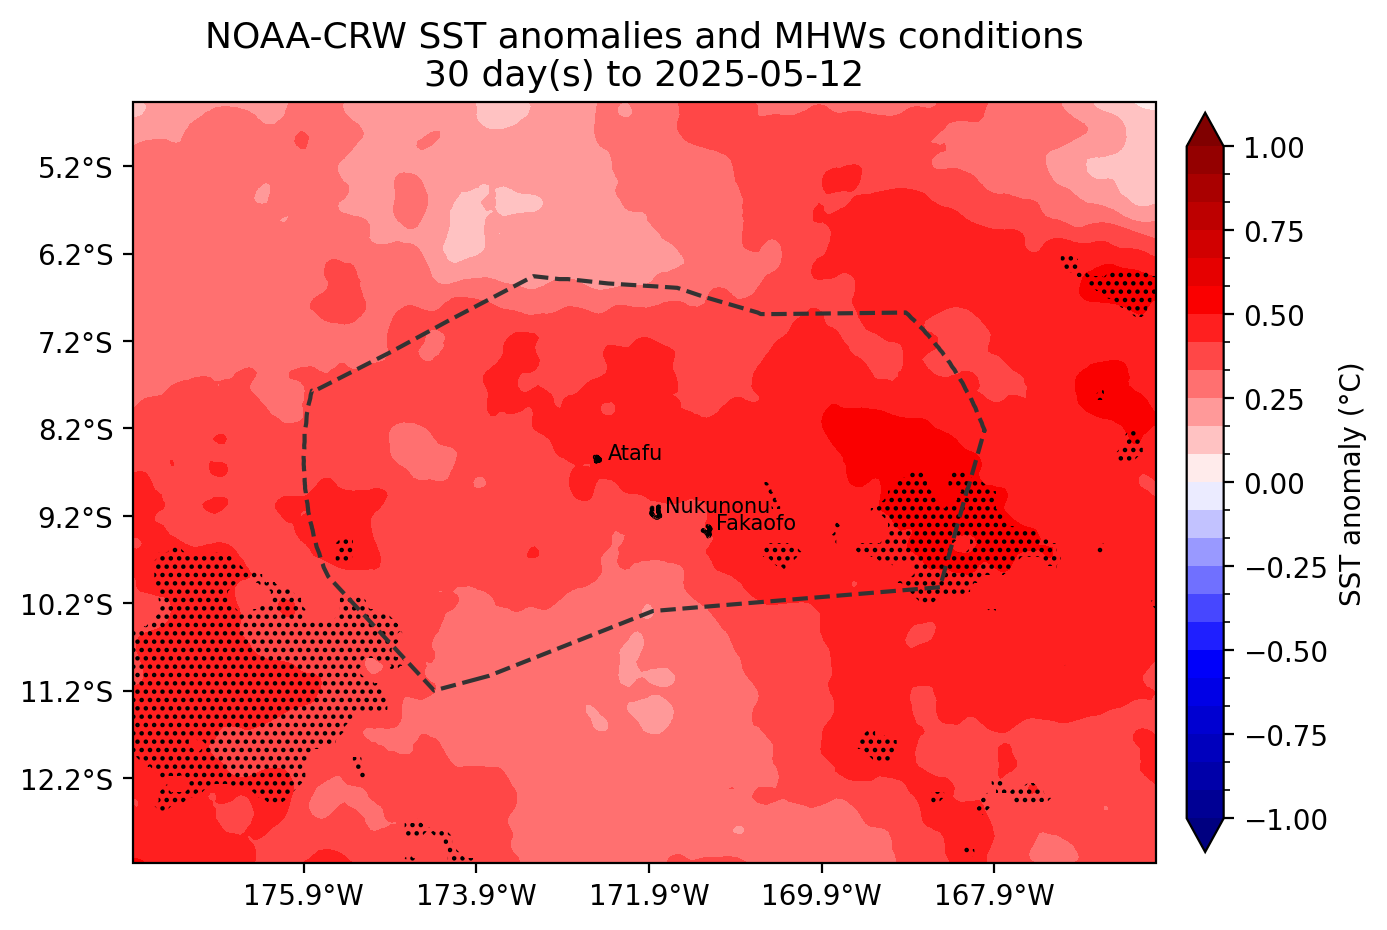 NOAA-CRW SST anomalies and MHWs conditions
30 day(s) to 2025-05-12
5.2°S
6.2°S
7.2°S
8.2°S
9.2°S
10.2°S
11.2°S
12.2°S
Atafu
Nukunonu
Fakaofo
175.9°W
173.9°W
171.9°W
169.9°W
167.9°W
1.00
0.75
0.50
0.25
0.00
−0.25
−0.50
−0.75
−1.00
SST anomaly (°C)